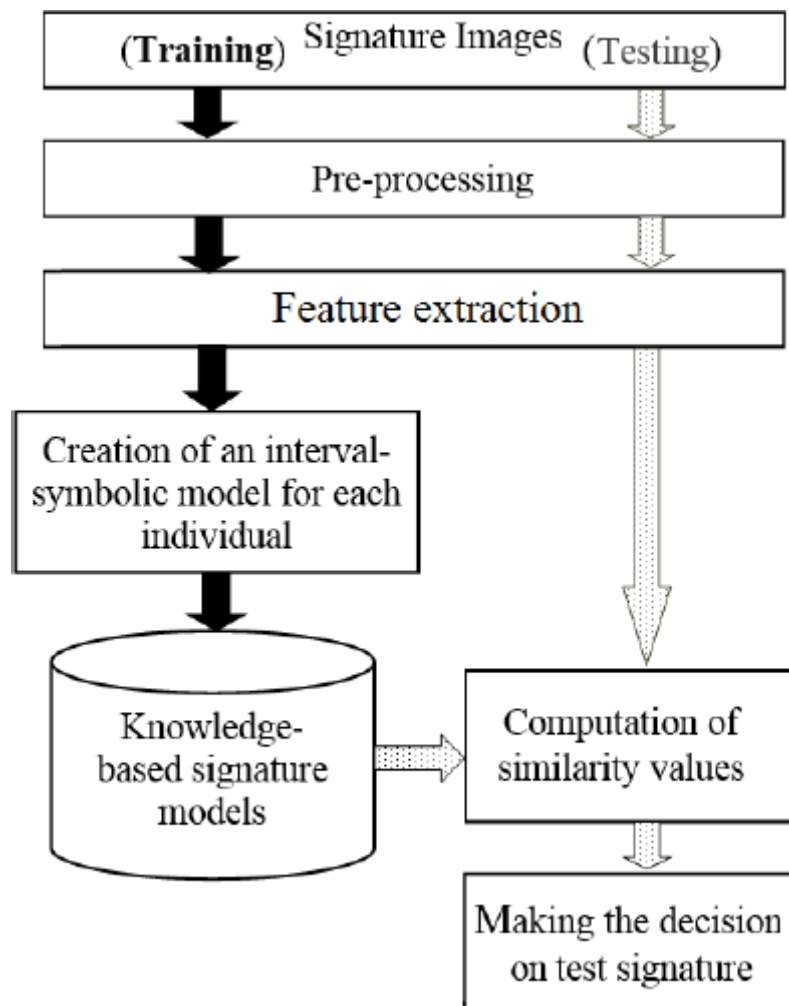 (Training) Signature Images (Testing)
Pre-processing
Feature extraction
Creation of an interval-
symbolic model for each
individual
Knowledge-
based signature
models
Computation of
similarity values
Making the decision
on test signature